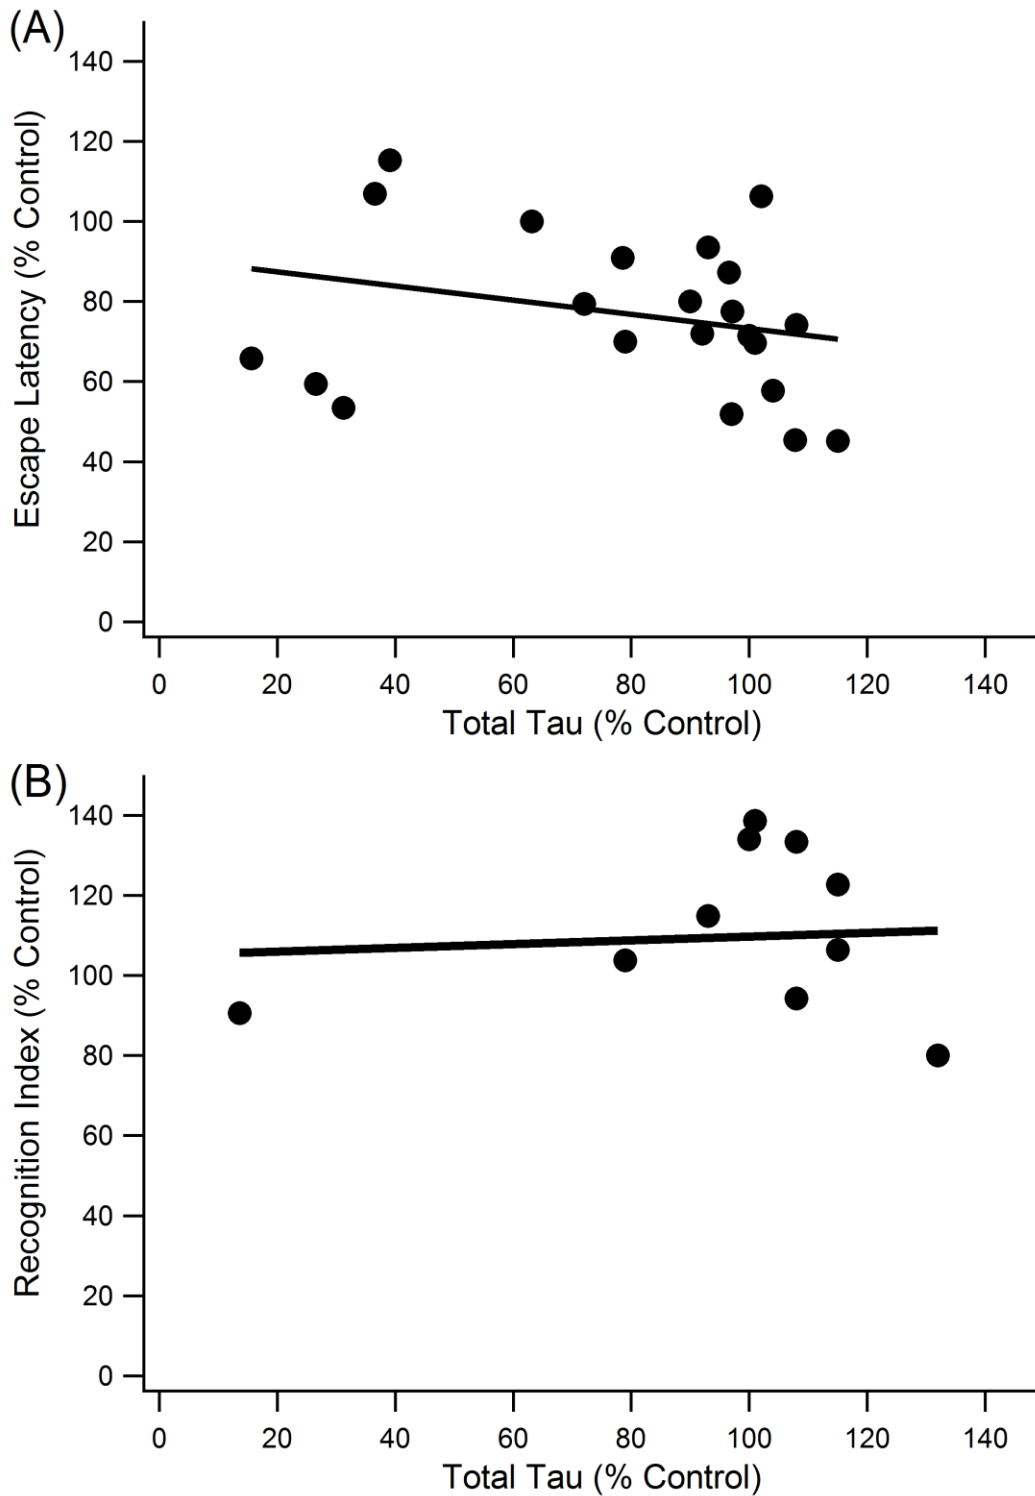 (A)
140
120
100
80
60
40
20
0
Escape Latency (% Control)
0 20 40 60 80 100 120 140
Total Tau (% Control)
(B)
140
120
100
80
60
40
20
0
Recognition Index (% Control)
0 20 40 60 80 100 120 140
Total Tau (% Control)